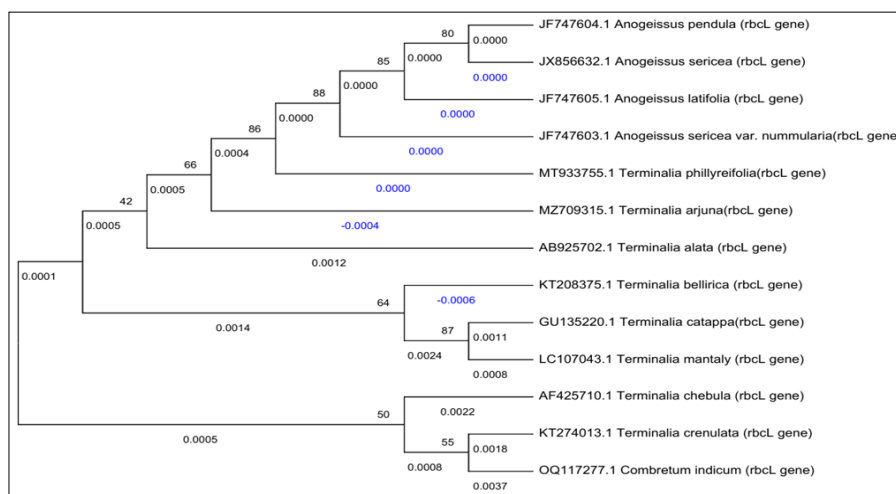 80
0.0000
JF747604.1 Anogeissus pendula (rbcL gene)
85
0.0000
JX856632.1 Anogeissus sericea (rbcL gene)
0.0000
88
0.0000
JF747605.1 Anogeissus latifolia (rbcL gene)
0.0000
86
0.0000
JF747603.1 Anogeissus sericea var. nummularia(rbcL gene
0.0000
66
0.0004
MT933755.1 Terminalia phillyreifolia(rbcL gene)
0.0000
42
0.0005
MZ709315.1 Terminalia arjuna(rbcL gene)
-0.0004
0.0005
AB925702.1 Terminalia alata (rbcL gene)
0.0012
0.0001
KT208375.1 Terminalia bellirica (rbcL gene)
-0.0006
64
0.0014
GU135220.1 Terminalia catappa(rbcL gene)
87
0.0011
0.0024
LC107043.1 Terminalia mantaly (rbcL gene)
0.0008
AF425710.1 Terminalia chebula (rbcL gene)
0.0022
50
0.0005
KT274013.1 Terminalia crenulata (rbcL gene)
55
0.0018
0.0008
OQ117277.1 Combretum indicum (rbcL gene)
0.0037